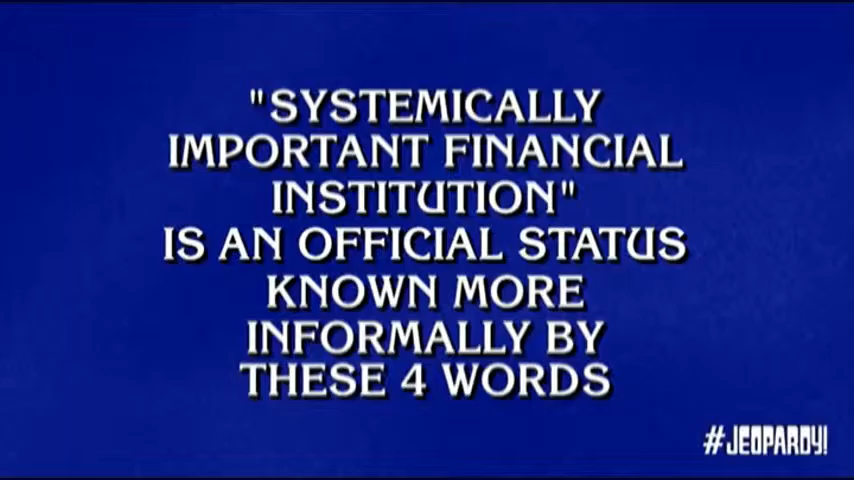 "SYSTEMICALLY
IMPORTANT FINANCIAL
INSTITUTION"
IS AN OFFICIAL STATUS
KNOWN MORE
INFORMALLY BY
THESE 4 WORDS
#JEOPARDY!